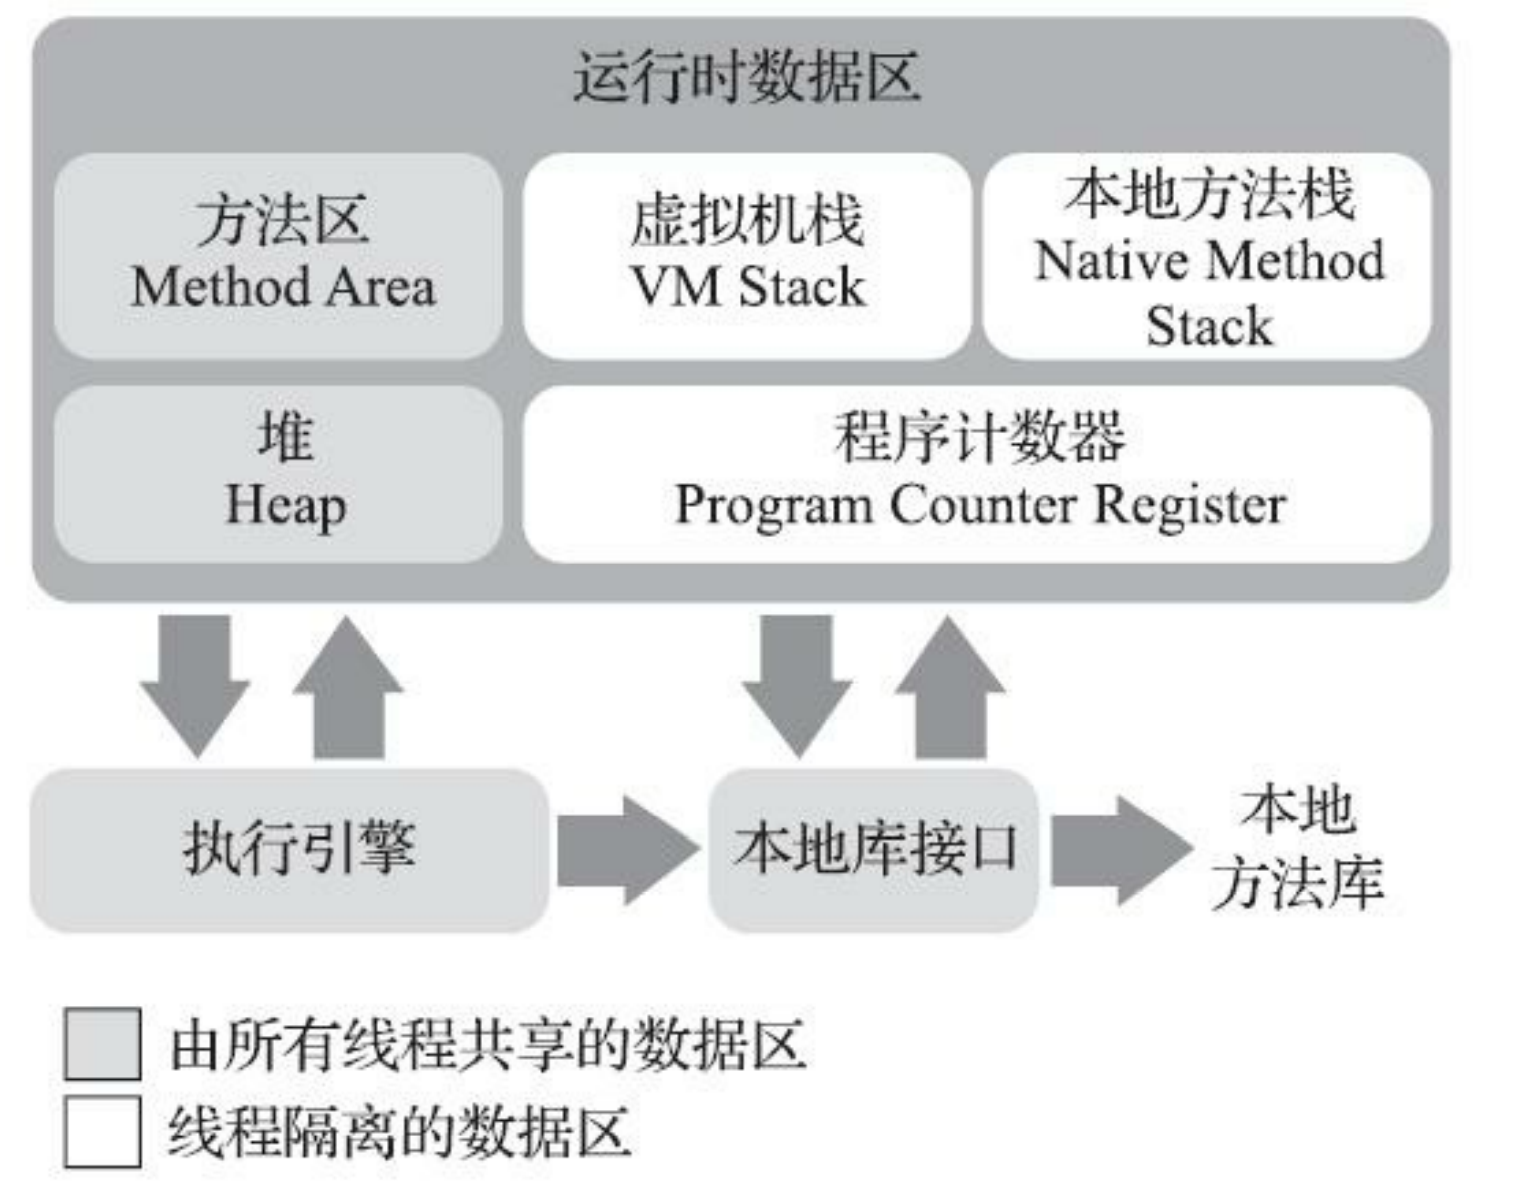 运行时数据区
方法区
Method Area
虚拟机栈
VM Stack
本地方法栈
Native Method
Stack
堆
Heap
程序计数器
Program Counter Register
执行引擎
本地库接口
本地
方法库
由所有线程共享的数据区
线程隔离的数据区